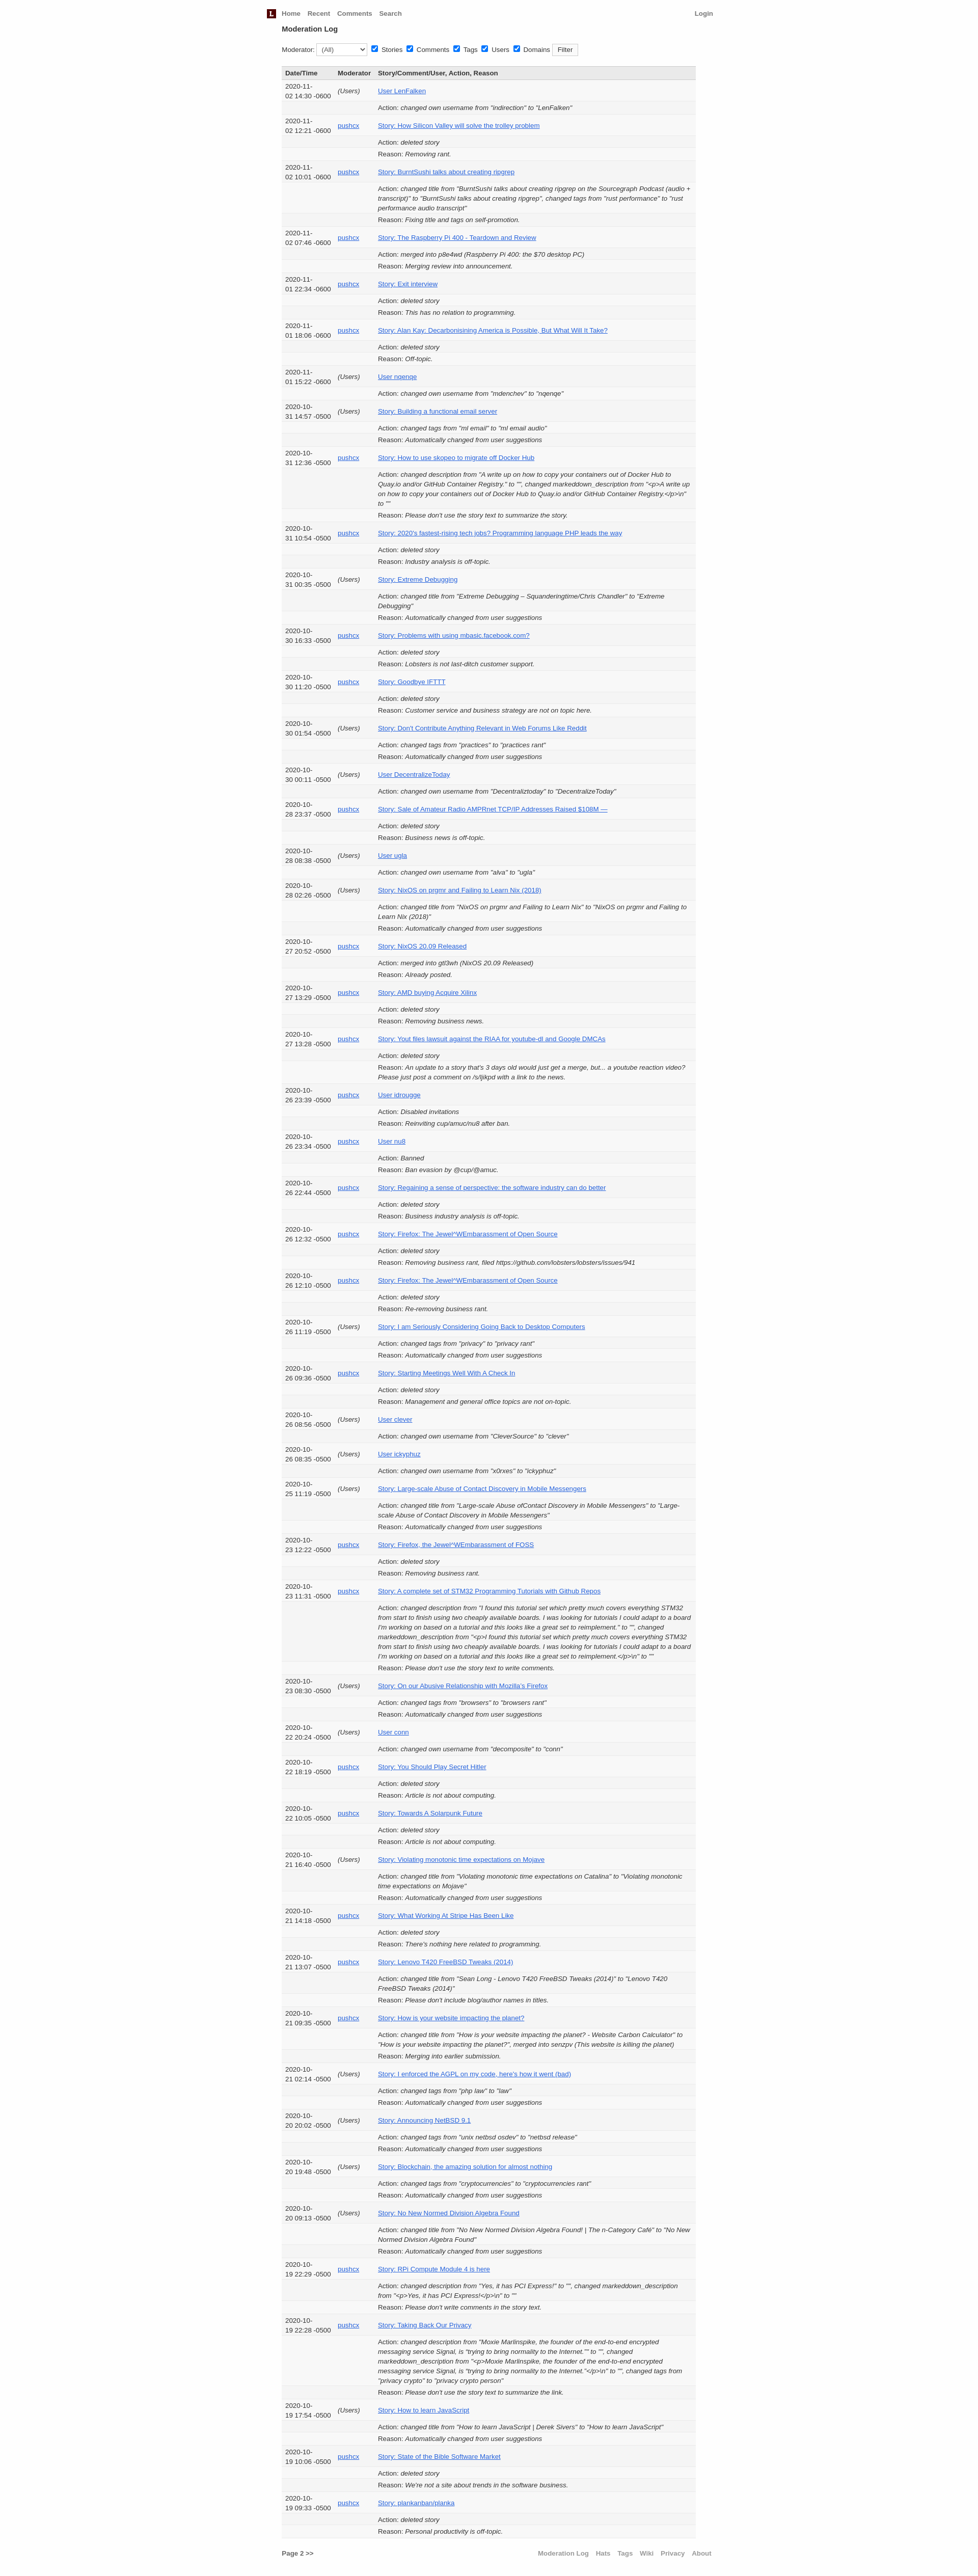 L Home Recent Comments Search Login
Moderation Log
Moderator: (All) Stories Comments Tags Users Domains Filter
Date/Time Moderator Story/Comment/User, Action, Reason
2020-11-
02 14:30 -0600 (Users) User LenFalken
Action: changed own username from "indirection" to "LenFalken"
2020-11-
02 12:21 -0600 pushcx Story: How Silicon Valley will solve the trolley problem
Action: deleted story
Reason: Removing rant.
2020-11-
02 10:01 -0600 pushcx Story: BurntSushi talks about creating ripgrep
Action: changed title from "BurntSushi talks about creating ripgrep on the Sourcegraph Podcast (audio +
transcript)" to "BurntSushi talks about creating ripgrep", changed tags from "rust performance" to "rust
performance audio transcript"
Reason: Fixing title and tags on self-promotion.
2020-11-
02 07:46 -0600 pushcx Story: The Raspberry Pi 400 - Teardown and Review
Action: merged into p8e4wd (Raspberry Pi 400: the $70 desktop PC)
Reason: Merging review into announcement.
2020-11-
01 22:34 -0600 pushcx Story: Exit interview
Action: deleted story
Reason: This has no relation to programming.
2020-11-
01 18:06 -0600 pushcx Story: Alan Kay: Decarbonisining America is Possible, But What Will It Take?
Action: deleted story
Reason: Off-topic.
2020-11-
01 15:22 -0600 (Users) User nqenqe
Action: changed own username from "mdenchev" to "nqenqe"
2020-10-
31 14:57 -0500 (Users) Story: Building a functional email server
Action: changed tags from "ml email" to "ml email audio"
Reason: Automatically changed from user suggestions
2020-10-
31 12:36 -0500 pushcx Story: How to use skopeo to migrate off Docker Hub
Action: changed description from "A write up on how to copy your containers out of Docker Hub to
Quay.io and/or GitHub Container Registry." to "", changed markeddown_description from "<p>A write up
on how to copy your containers out of Docker Hub to Quay.io and/or GitHub Container Registry.</p>\n"
to ""
Reason: Please don't use the story text to summarize the story.
2020-10-
31 10:54 -0500 pushcx Story: 2020's fastest-rising tech jobs? Programming language PHP leads the way
Action: deleted story
Reason: Industry analysis is off-topic.
2020-10-
31 00:35 -0500 (Users) Story: Extreme Debugging
Action: changed title from "Extreme Debugging – Squanderingtime/Chris Chandler" to "Extreme
Debugging"
Reason: Automatically changed from user suggestions
2020-10-
30 16:33 -0500 pushcx Story: Problems with using mbasic.facebook.com?
Action: deleted story
Reason: Lobsters is not last-ditch customer support.
2020-10-
30 11:20 -0500 pushcx Story: Goodbye IFTTT
Action: deleted story
Reason: Customer service and business strategy are not on topic here.
2020-10-
30 01:54 -0500 (Users) Story: Don't Contribute Anything Relevant in Web Forums Like Reddit
Action: changed tags from "practices" to "practices rant"
Reason: Automatically changed from user suggestions
2020-10-
30 00:11 -0500 (Users) User DecentralizeToday
Action: changed own username from "Decentraliztoday" to "DecentralizeToday"
2020-10-
28 23:37 -0500 pushcx Story: Sale of Amateur Radio AMPRnet TCP/IP Addresses Raised $108M —
Action: deleted story
Reason: Business news is off-topic.
2020-10-
28 08:38 -0500 (Users) User ugla
Action: changed own username from "alva" to "ugla"
2020-10-
28 02:26 -0500 (Users) Story: NixOS on prgmr and Failing to Learn Nix (2018)
Action: changed title from "NixOS on prgmr and Failing to Learn Nix" to "NixOS on prgmr and Failing to
Learn Nix (2018)"
Reason: Automatically changed from user suggestions
2020-10-
27 20:52 -0500 pushcx Story: NixOS 20.09 Released
Action: merged into gtl3wh (NixOS 20.09 Released)
Reason: Already posted.
2020-10-
27 13:29 -0500 pushcx Story: AMD buying Acquire Xilinx
Action: deleted story
Reason: Removing business news.
2020-10-
27 13:28 -0500 pushcx Story: Yout files lawsuit against the RIAA for youtube-dl and Google DMCAs
Action: deleted story
Reason: An update to a story that's 3 days old would just get a merge, but... a youtube reaction video?
Please just post a comment on /s/ljikpd with a link to the news.
2020-10-
26 23:39 -0500 pushcx User idrougge
Action: Disabled invitations
Reason: Reinviting cup/amuc/nu8 after ban.
2020-10-
26 23:34 -0500 pushcx User nu8
Action: Banned
Reason: Ban evasion by @cup/@amuc.
2020-10-
26 22:44 -0500 pushcx Story: Regaining a sense of perspective: the software industry can do better
Action: deleted story
Reason: Business industry analysis is off-topic.
2020-10-
26 12:32 -0500 pushcx Story: Firefox: The Jewel^WEmbarassment of Open Source
Action: deleted story
Reason: Removing business rant, filed https://github.com/lobsters/lobsters/issues/941
2020-10-
26 12:10 -0500 pushcx Story: Firefox: The Jewel^WEmbarassment of Open Source
Action: deleted story
Reason: Re-removing business rant.
2020-10-
26 11:19 -0500 (Users) Story: I am Seriously Considering Going Back to Desktop Computers
Action: changed tags from "privacy" to "privacy rant"
Reason: Automatically changed from user suggestions
2020-10-
26 09:36 -0500 pushcx Story: Starting Meetings Well With A Check In
Action: deleted story
Reason: Management and general office topics are not on-topic.
2020-10-
26 08:56 -0500 (Users) User clever
Action: changed own username from "CleverSource" to "clever"
2020-10-
26 08:35 -0500 (Users) User ickyphuz
Action: changed own username from "x0rxes" to "ickyphuz"
2020-10-
25 11:19 -0500 (Users) Story: Large-scale Abuse of Contact Discovery in Mobile Messengers
Action: changed title from "Large-scale Abuse ofContact Discovery in Mobile Messengers" to "Large-
scale Abuse of Contact Discovery in Mobile Messengers"
Reason: Automatically changed from user suggestions
2020-10-
23 12:22 -0500 pushcx Story: Firefox, the Jewel^WEmbarassment of FOSS
Action: deleted story
Reason: Removing business rant.
2020-10-
23 11:31 -0500 pushcx Story: A complete set of STM32 Programming Tutorials with Github Repos
Action: changed description from "I found this tutorial set which pretty much covers everything STM32
from start to finish using two cheaply available boards. I was looking for tutorials I could adapt to a board
I'm working on based on a tutorial and this looks like a great set to reimplement." to "", changed
markeddown_description from "<p>I found this tutorial set which pretty much covers everything STM32
from start to finish using two cheaply available boards. I was looking for tutorials I could adapt to a board
I'm working on based on a tutorial and this looks like a great set to reimplement.</p>\n" to ""
Reason: Please don't use the story text to write comments.
2020-10-
23 08:30 -0500 (Users) Story: On our Abusive Relationship with Mozilla's Firefox
Action: changed tags from "browsers" to "browsers rant"
Reason: Automatically changed from user suggestions
2020-10-
22 20:24 -0500 (Users) User conn
Action: changed own username from "decomposite" to "conn"
2020-10-
22 18:19 -0500 pushcx Story: You Should Play Secret Hitler
Action: deleted story
Reason: Article is not about computing.
2020-10-
22 10:05 -0500 pushcx Story: Towards A Solarpunk Future
Action: deleted story
Reason: Article is not about computing.
2020-10-
21 16:40 -0500 (Users) Story: Violating monotonic time expectations on Mojave
Action: changed title from "Violating monotonic time expectations on Catalina" to "Violating monotonic
time expectations on Mojave"
Reason: Automatically changed from user suggestions
2020-10-
21 14:18 -0500 pushcx Story: What Working At Stripe Has Been Like
Action: deleted story
Reason: There's nothing here related to programming.
2020-10-
21 13:07 -0500 pushcx Story: Lenovo T420 FreeBSD Tweaks (2014)
Action: changed title from "Sean Long - Lenovo T420 FreeBSD Tweaks (2014)" to "Lenovo T420
FreeBSD Tweaks (2014)"
Reason: Please don't include blog/author names in titles.
2020-10-
21 09:35 -0500 pushcx Story: How is your website impacting the planet?
Action: changed title from "How is your website impacting the planet? - Website Carbon Calculator" to
"How is your website impacting the planet?", merged into senzpv (This website is killing the planet)
Reason: Merging into earlier submission.
2020-10-
21 02:14 -0500 (Users) Story: I enforced the AGPL on my code, here's how it went (bad)
Action: changed tags from "php law" to "law"
Reason: Automatically changed from user suggestions
2020-10-
20 20:02 -0500 (Users) Story: Announcing NetBSD 9.1
Action: changed tags from "unix netbsd osdev" to "netbsd release"
Reason: Automatically changed from user suggestions
2020-10-
20 19:48 -0500 (Users) Story: Blockchain, the amazing solution for almost nothing
Action: changed tags from "cryptocurrencies" to "cryptocurrencies rant"
Reason: Automatically changed from user suggestions
2020-10-
20 09:13 -0500 (Users) Story: No New Normed Division Algebra Found
Action: changed title from "No New Normed Division Algebra Found! | The n-Category Café" to "No New
Normed Division Algebra Found"
Reason: Automatically changed from user suggestions
2020-10-
19 22:29 -0500 pushcx Story: RPi Compute Module 4 is here
Action: changed description from "Yes, it has PCI Express!" to "", changed markeddown_description
from "<p>Yes, it has PCI Express!</p>\n" to ""
Reason: Please don't write comments in the story text.
2020-10-
19 22:28 -0500 pushcx Story: Taking Back Our Privacy
Action: changed description from "Moxie Marlinspike, the founder of the end-to-end encrypted
messaging service Signal, is “trying to bring normality to the Internet."" to "", changed
markeddown_description from "<p>Moxie Marlinspike, the founder of the end-to-end encrypted
messaging service Signal, is “trying to bring normality to the Internet."</p>\n" to "", changed tags from
"privacy crypto" to "privacy crypto person"
Reason: Please don't use the story text to summarize the link.
2020-10-
19 17:54 -0500 (Users) Story: How to learn JavaScript
Action: changed title from "How to learn JavaScript | Derek Sivers" to "How to learn JavaScript"
Reason: Automatically changed from user suggestions
2020-10-
19 10:06 -0500 pushcx Story: State of the Bible Software Market
Action: deleted story
Reason: We're not a site about trends in the software business.
2020-10-
19 09:33 -0500 pushcx Story: plankanban/planka
Action: deleted story
Reason: Personal productivity is off-topic.
Page 2 >> Moderation Log Hats Tags Wiki Privacy About